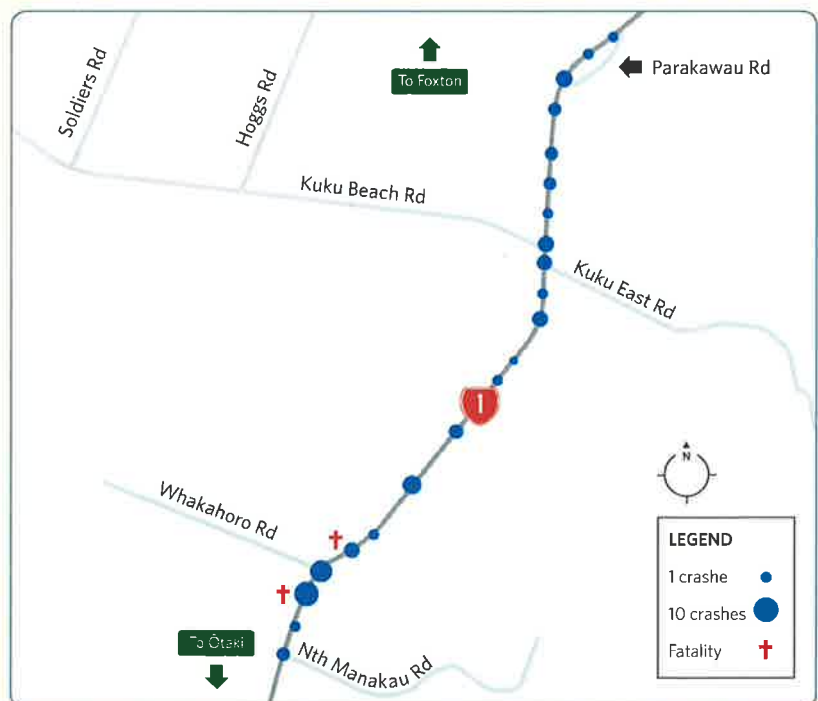 Soldiers Rd
Hoggs Rd
To Foxton
Parakawau Rd
Kuku Beach Rd
Kuku East Rd
1
N
Whakahoro Rd
To Ōtaki
Nth Manakau Rd
LEGEND
1 crashe
10 crashes
Fatality